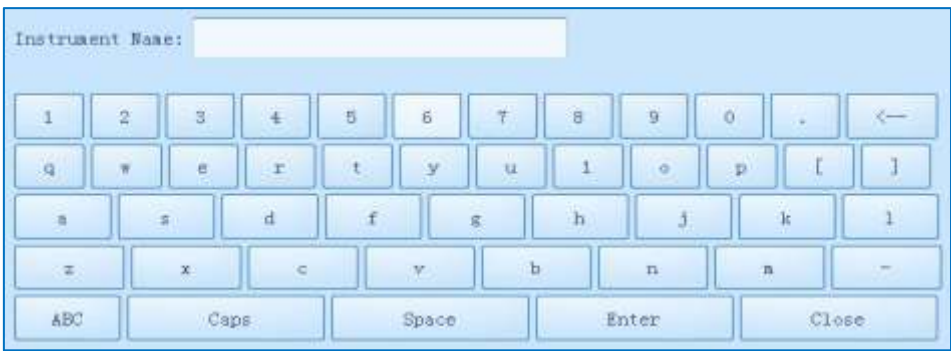 Instrument Name:
1 2 3 4 5 6 7 8 9 0 . <--
q w e r t y u i o p [ ]
a s d f g h j k l
z x c v b n m -
ABC Caps Space Enter Close